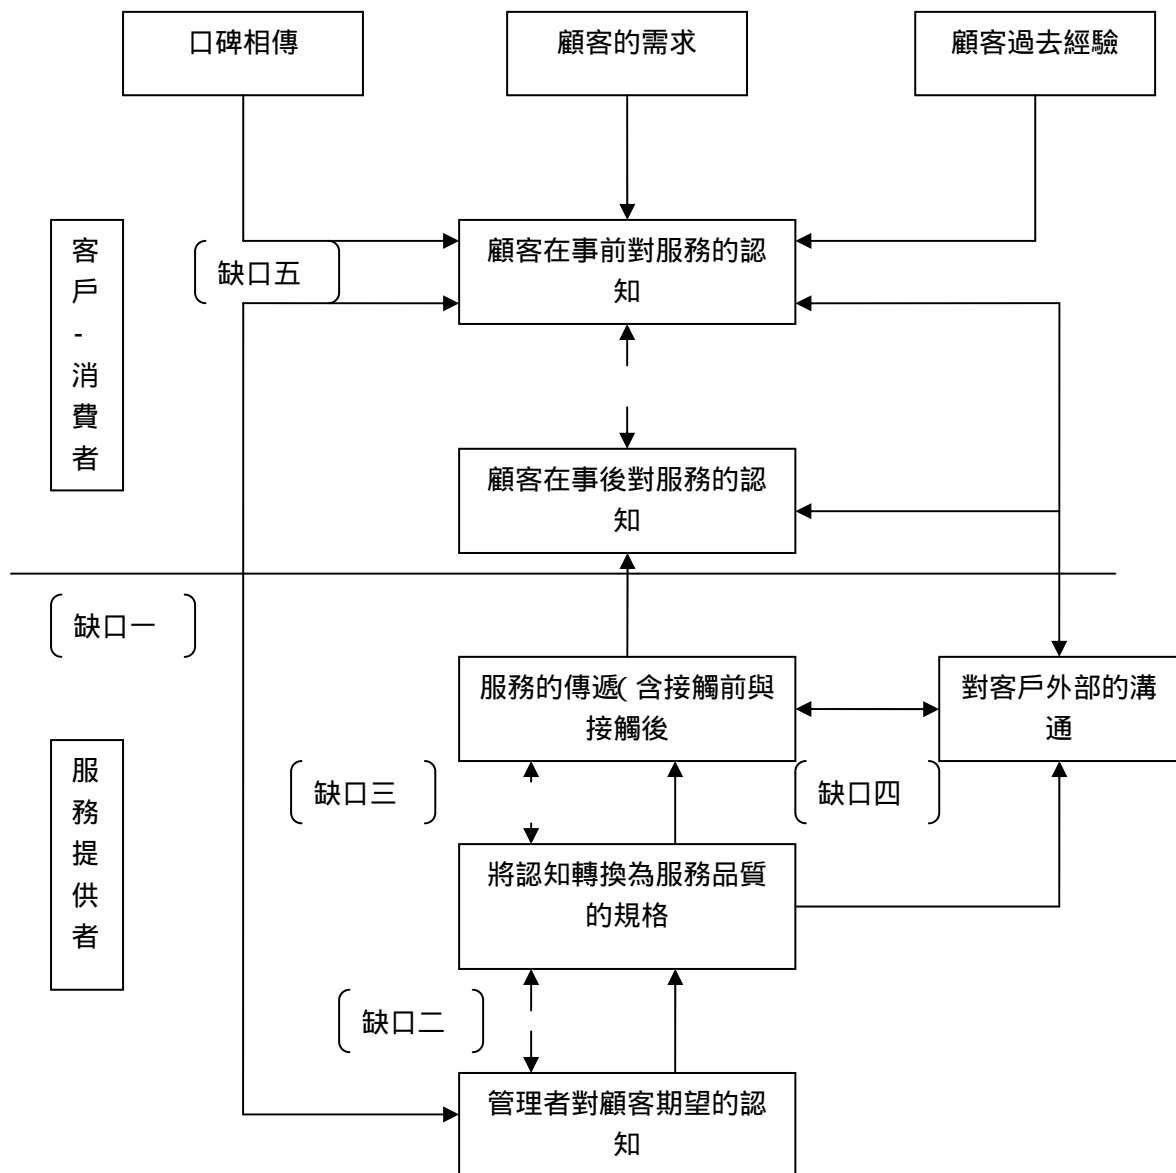 口碑相傳
顧客的需求
顧客過去經驗
客戶-消費者
缺口五
顧客在事前對服務的認
知
顧客在事後對服務的認
知
缺口一
服務的傳遞(含接觸前與
接觸後
對客戶外部的溝
通
服務提供者
缺口三
缺口四
將認知轉換為服務品質
的規格
缺口二
管理者對顧客期望的認
知